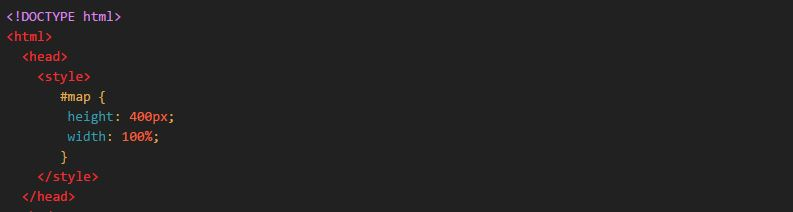 <!DOCTYPE html>
<html>
<head>
<style>
#map {
height: 400px;
width: 100%;
}
</style>
</head>